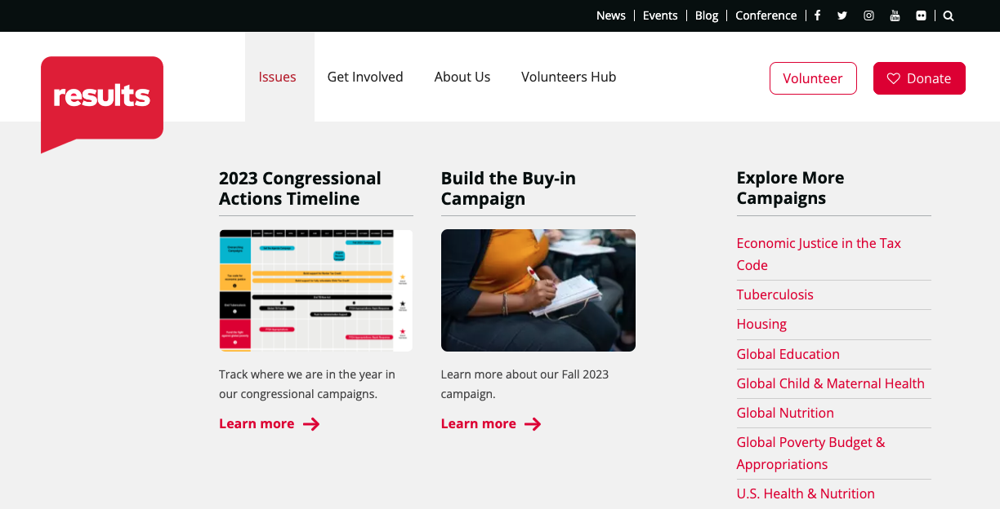 News
Events
Blog
Conference
results
Issues
Get Involved
About Us
Volunteers Hub
Volunteer
Donate
2023 Congressional
Actions Timeline
Track where we are in the year in
our congressional campaigns.
Learn more
Build the Buy-in
Campaign
Learn more about our Fall 2023
campaign.
Learn more
Explore More
Campaigns
Economic Justice in the Tax
Code
Tuberculosis
Housing
Global Education
Global Child & Maternal Health
Global Nutrition
Global Poverty Budget &
Appropriations
U.S. Health & Nutrition